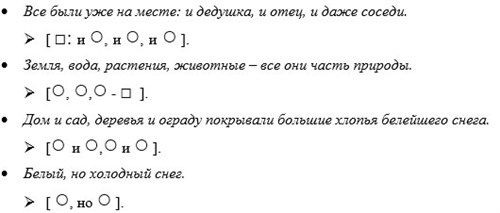 • Все были уже на месте: и дедушка, и отец, и даже соседи.
➢ [ □: и ○, и ○, и ○ ].
• Земля, вода, растения, животные – все они часть природы.
➢ [○, ○,○ - □ ].
• Дом и сад, деревья и ограду покрывали большие хлопья белейшего снега.
➢ [○ и ○,○ и ○ ].
• Белый, но холодный снег.
➢ [ ○, но ○ ].